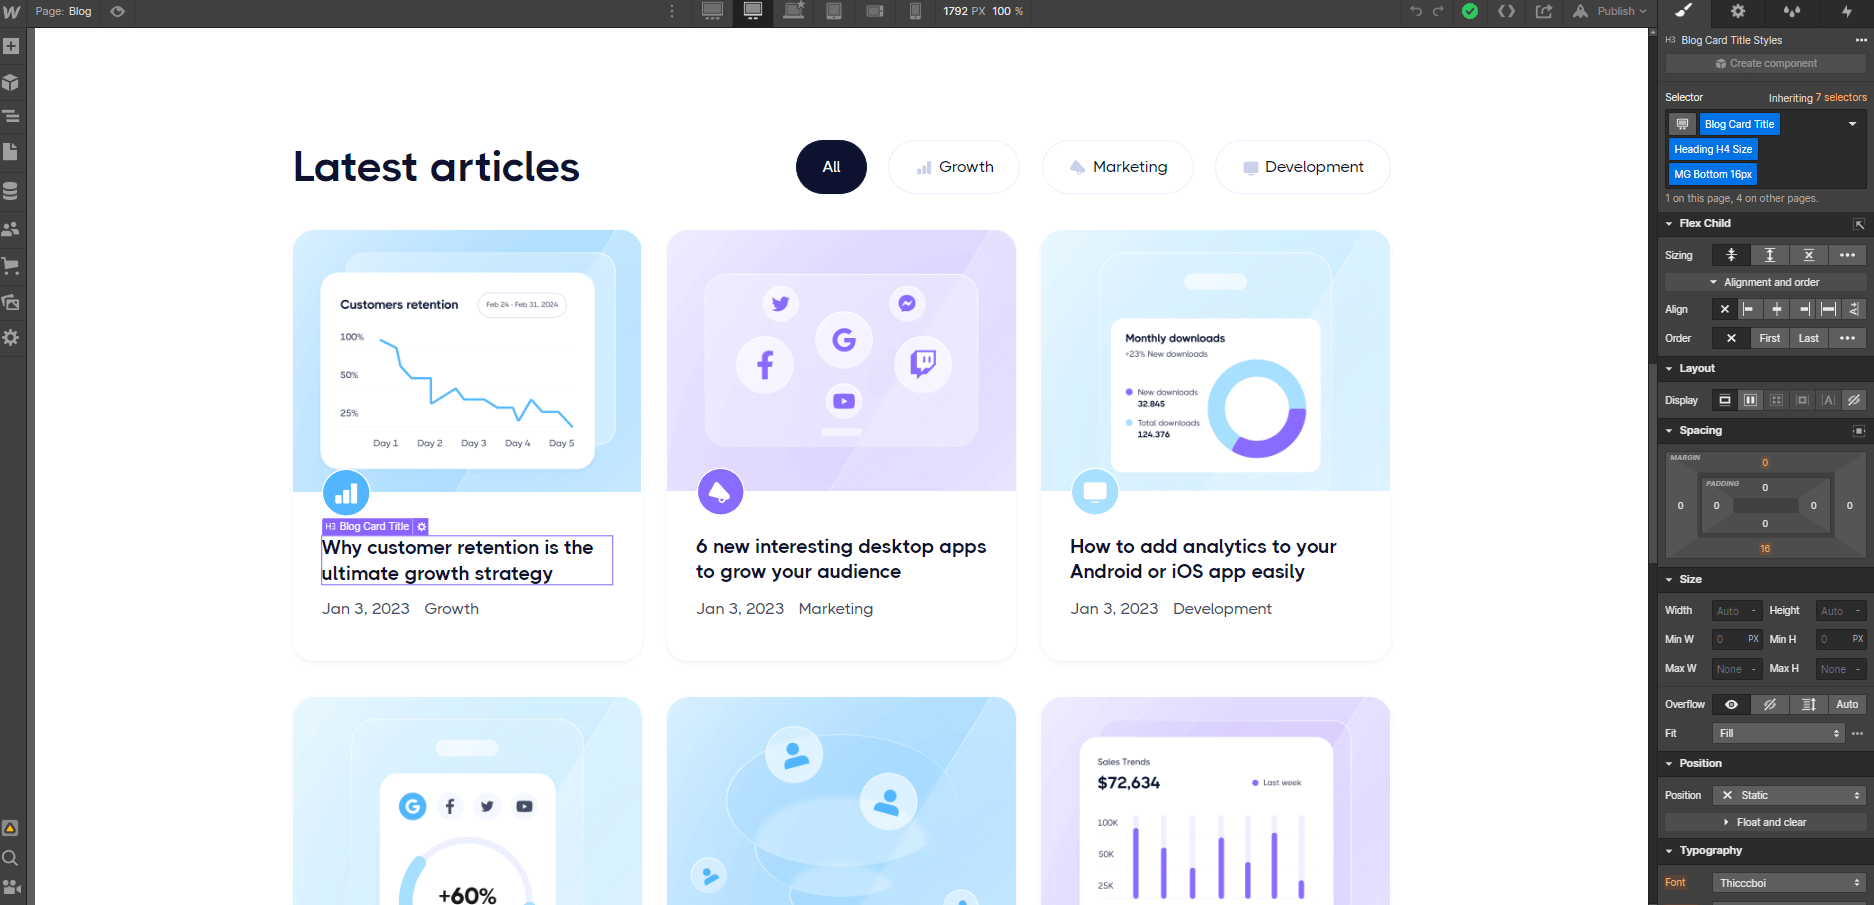 Page: Blog
1792 PX 100 %
Publish
Latest articles
All
Growth
Marketing
Development
Customers retention
Feb 24 - Feb 31, 2024
100%
50%
25%
Day 1 Day 2 Day 3 Day 4 Day 5
H3 Blog Card Title
Why customer retention is the
ultimate growth strategy
Jan 3, 2023 Growth
6 new interesting desktop apps
to grow your audience
Jan 3, 2023 Marketing
Monthly downloads
+23% New downloads
New downloads
32.845
Total downloads
124.376
How to add analytics to your
Android or iOS app easily
Jan 3, 2023 Development
+60%
Sales Trends
$72,634
Last week
100K
50K
25K
H3 Blog Card Title Styles
Create component
Selector Inheriting 7 selectors
Blog Card Title
Heading H4 Size
MG Bottom 16px
1 on this page, 4 on other pages.
Flex Child
Sizing
Alignment and order
Align
Order First Last
Layout
Display
Spacing
MARGIN
0
PADDING
0
0 0 0 0
0
16
Size
Width Auto - Height Auto -
Min W 0 PX Min H 0 PX
Max W None - Max H None -
Overflow Auto
Fit Fill
Position
Position Static
Float and clear
Typography
Font Thicccboi